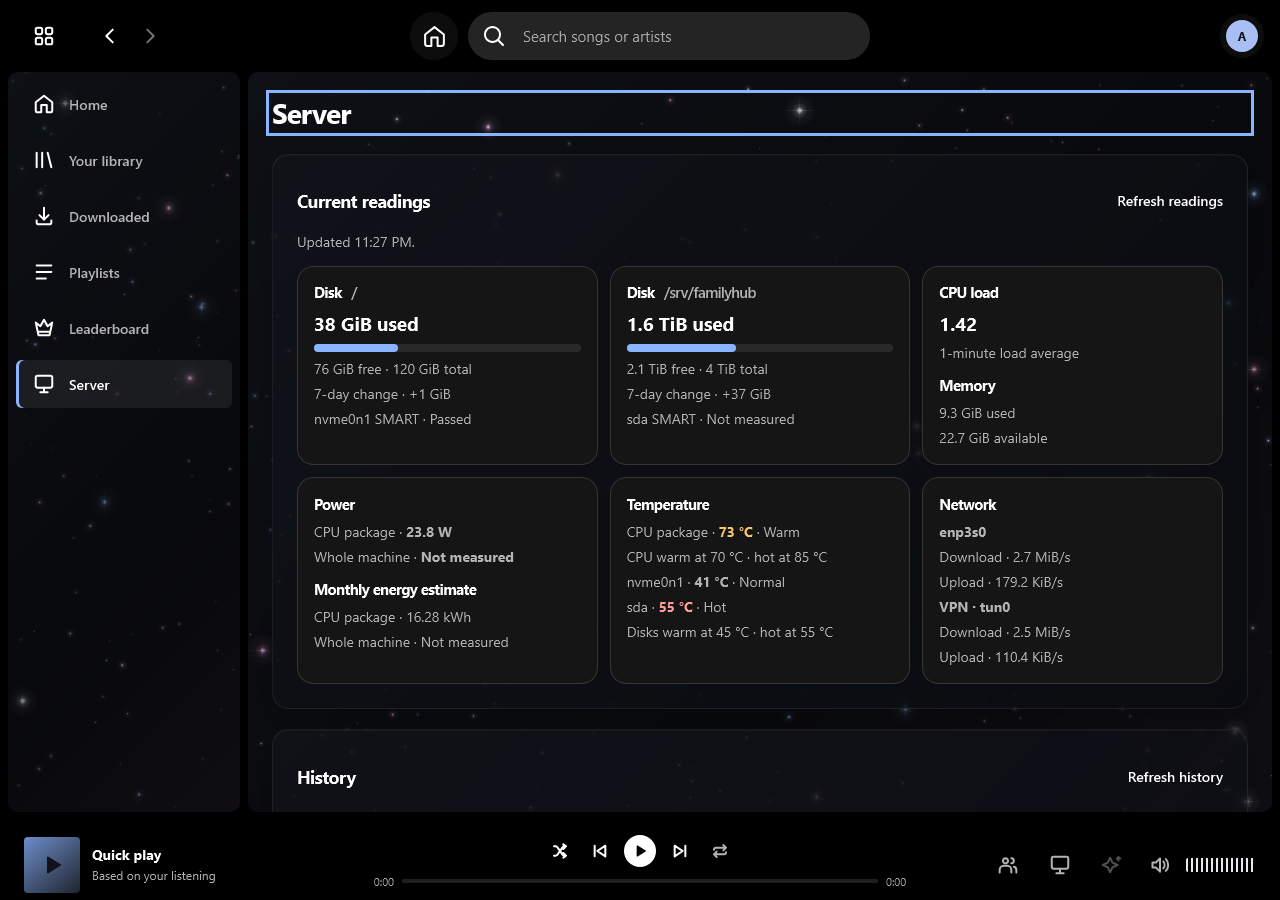 Search songs or artists
A
Home
Your library
Downloaded
Playlists
Leaderboard
Server
Server
Current readings
Refresh readings
Updated 11:27 PM.
Disk /
38 GiB used
76 GiB free · 120 GiB total
7-day change · +1 GiB
nvme0n1 SMART · Passed
Disk /srv/familyhub
1.6 TiB used
2.1 TiB free · 4 TiB total
7-day change · +37 GiB
sda SMART · Not measured
CPU load
1.42
1-minute load average
Memory
9.3 GiB used
22.7 GiB available
Power
CPU package · 23.8 W
Whole machine · Not measured
Monthly energy estimate
CPU package · 16.28 kWh
Whole machine · Not measured
Temperature
CPU package · 73 °C · Warm
CPU warm at 70 °C · hot at 85 °C
nvme0n1 · 41 °C · Normal
sda · 55 °C · Hot
Disks warm at 45 °C · hot at 55 °C
Network
enp3s0
Download · 2.7 MiB/s
Upload · 179.2 KiB/s
VPN · tun0
Download · 2.5 MiB/s
Upload · 110.4 KiB/s
History
Refresh history
Quick play
Based on your listening
0:00
0:00